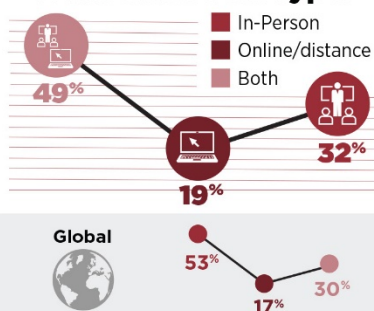 In-Person
Online/distance
Both
49%
32%
19%
Global
53%
30%
17%